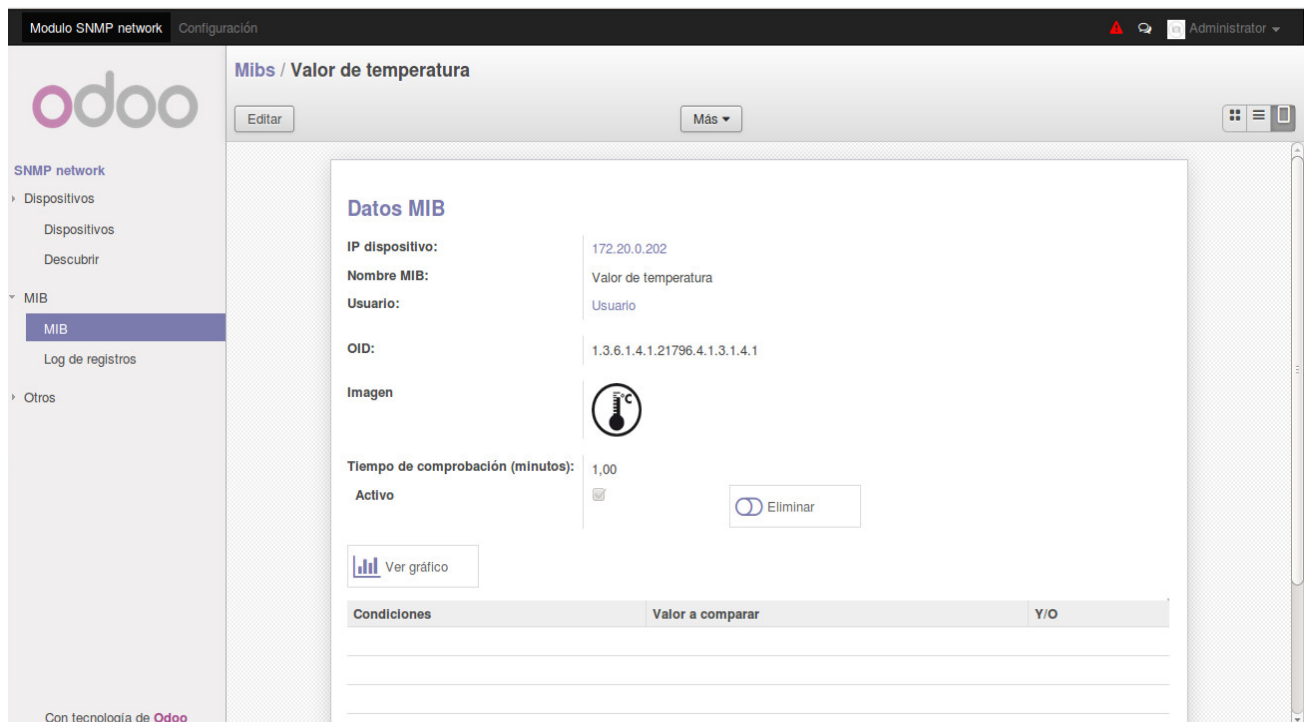 Modulo SNMP network Configuración Administrator
odoo
Mibs / Valor de temperatura
Editar Más
SNMP network
Dispositivos
Dispositivos
Descubrir
MIB
MIB
Log de registros
Otros
Con tecnología de Odoo
Datos MIB
IP dispositivo: 172.20.0.202
Nombre MIB: Valor de temperatura
Usuario: Usuario
OID: 1.3.6.1.4.1.21796.4.1.3.1.4.1
Imagen °C
Tiempo de comprobación (minutos): 1,00
Activo Eliminar
Ver gráfico
Condiciones Valor a comparar Y/O